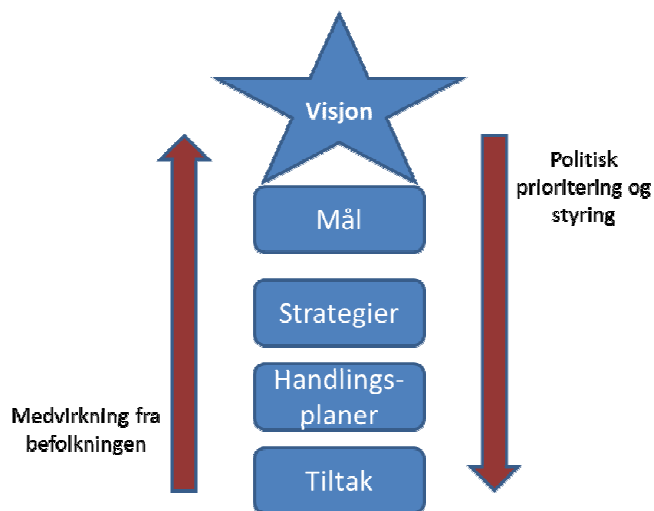 Visjon
Politisk
prioritering og
styring
Mål
Strategier
Handlings-
planer
Medvirkning fra
befolkningen
Tiltak